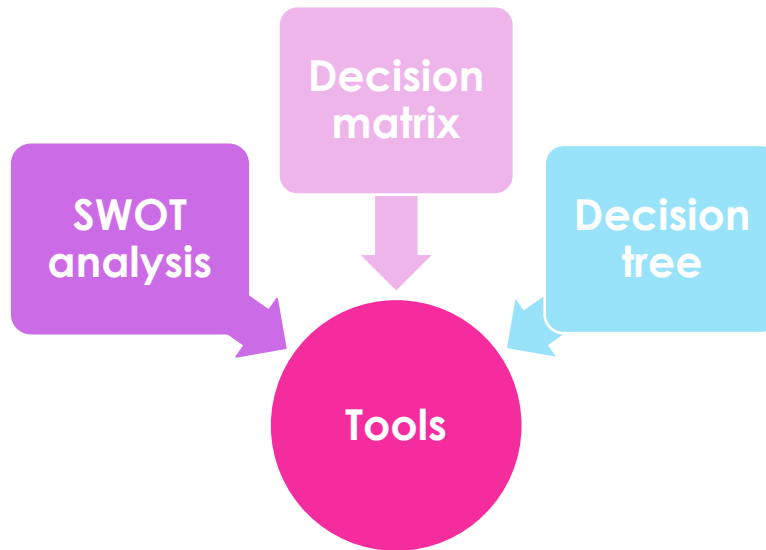 Decision
matrix
SWOT
analysis
Decision
tree
Tools